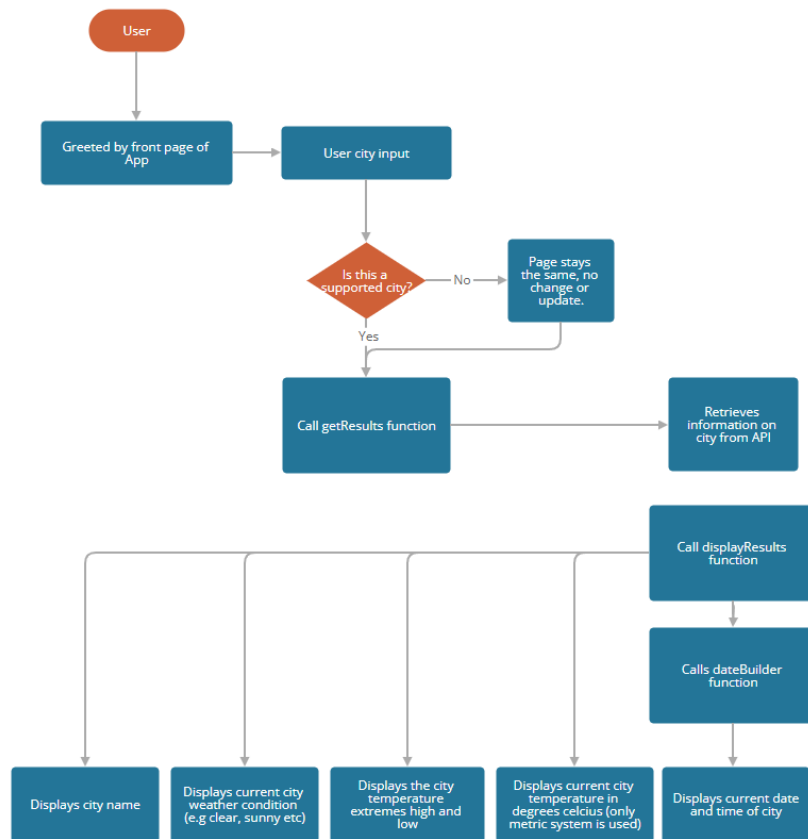 User
Greeted by front page of
App
User city input
Is this a
supported city?
No
Page stays
the same, no
change or
update.
Yes
Call getResults function
Retrieves
information on
city from API
Call displayResults
function
Calls dateBuilder
function
Displays city name
Displays current city
weather condition
(e.g clear, sunny etc)
Displays the city
temperature
extremes high and
low
Displays current city
temperature in
degrees celcius (only
metric system is used)
Displays current date
and time of city